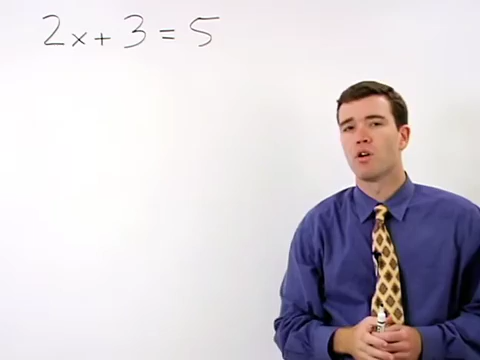 2x + 3 = 5